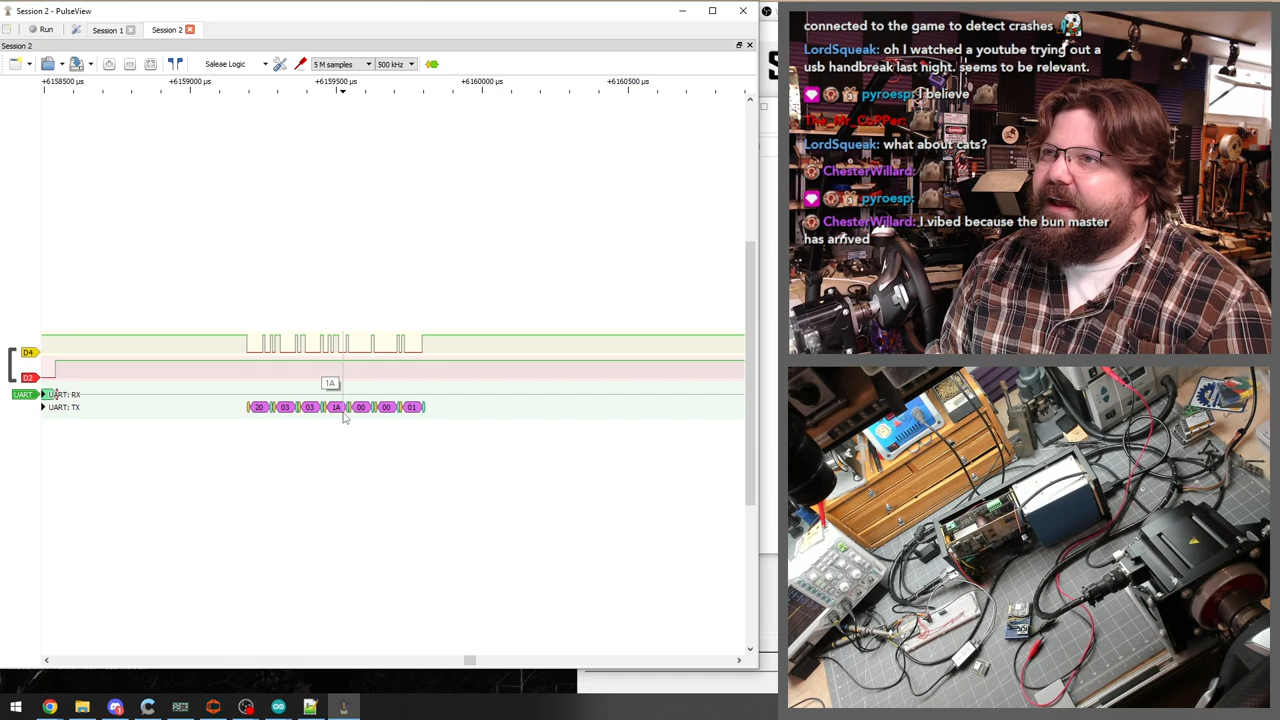 Session 2 - PulseView
Run
Session 1
Session 2
Session 2
Saleae Logic
5 M samples
500 kHz
+6158500 µs
+6159000 µs
+6159500 µs
+6160000 µs
+6160500 µs
D4
D2
1A
UART
UART: RX
UART: TX
20
03
03
1A
00
00
01
connected to the game to detect crashes
LordSqueak: oh I watched a youtube trying out a
usb handbreak last night. seems to be relevant.
pyroesp: I believe
The_Mr_CoPPer:
LordSqueak: what about cats?
ChesterWillard:
pyroesp:
ChesterWillard: I vibed because the bun master
has arrived